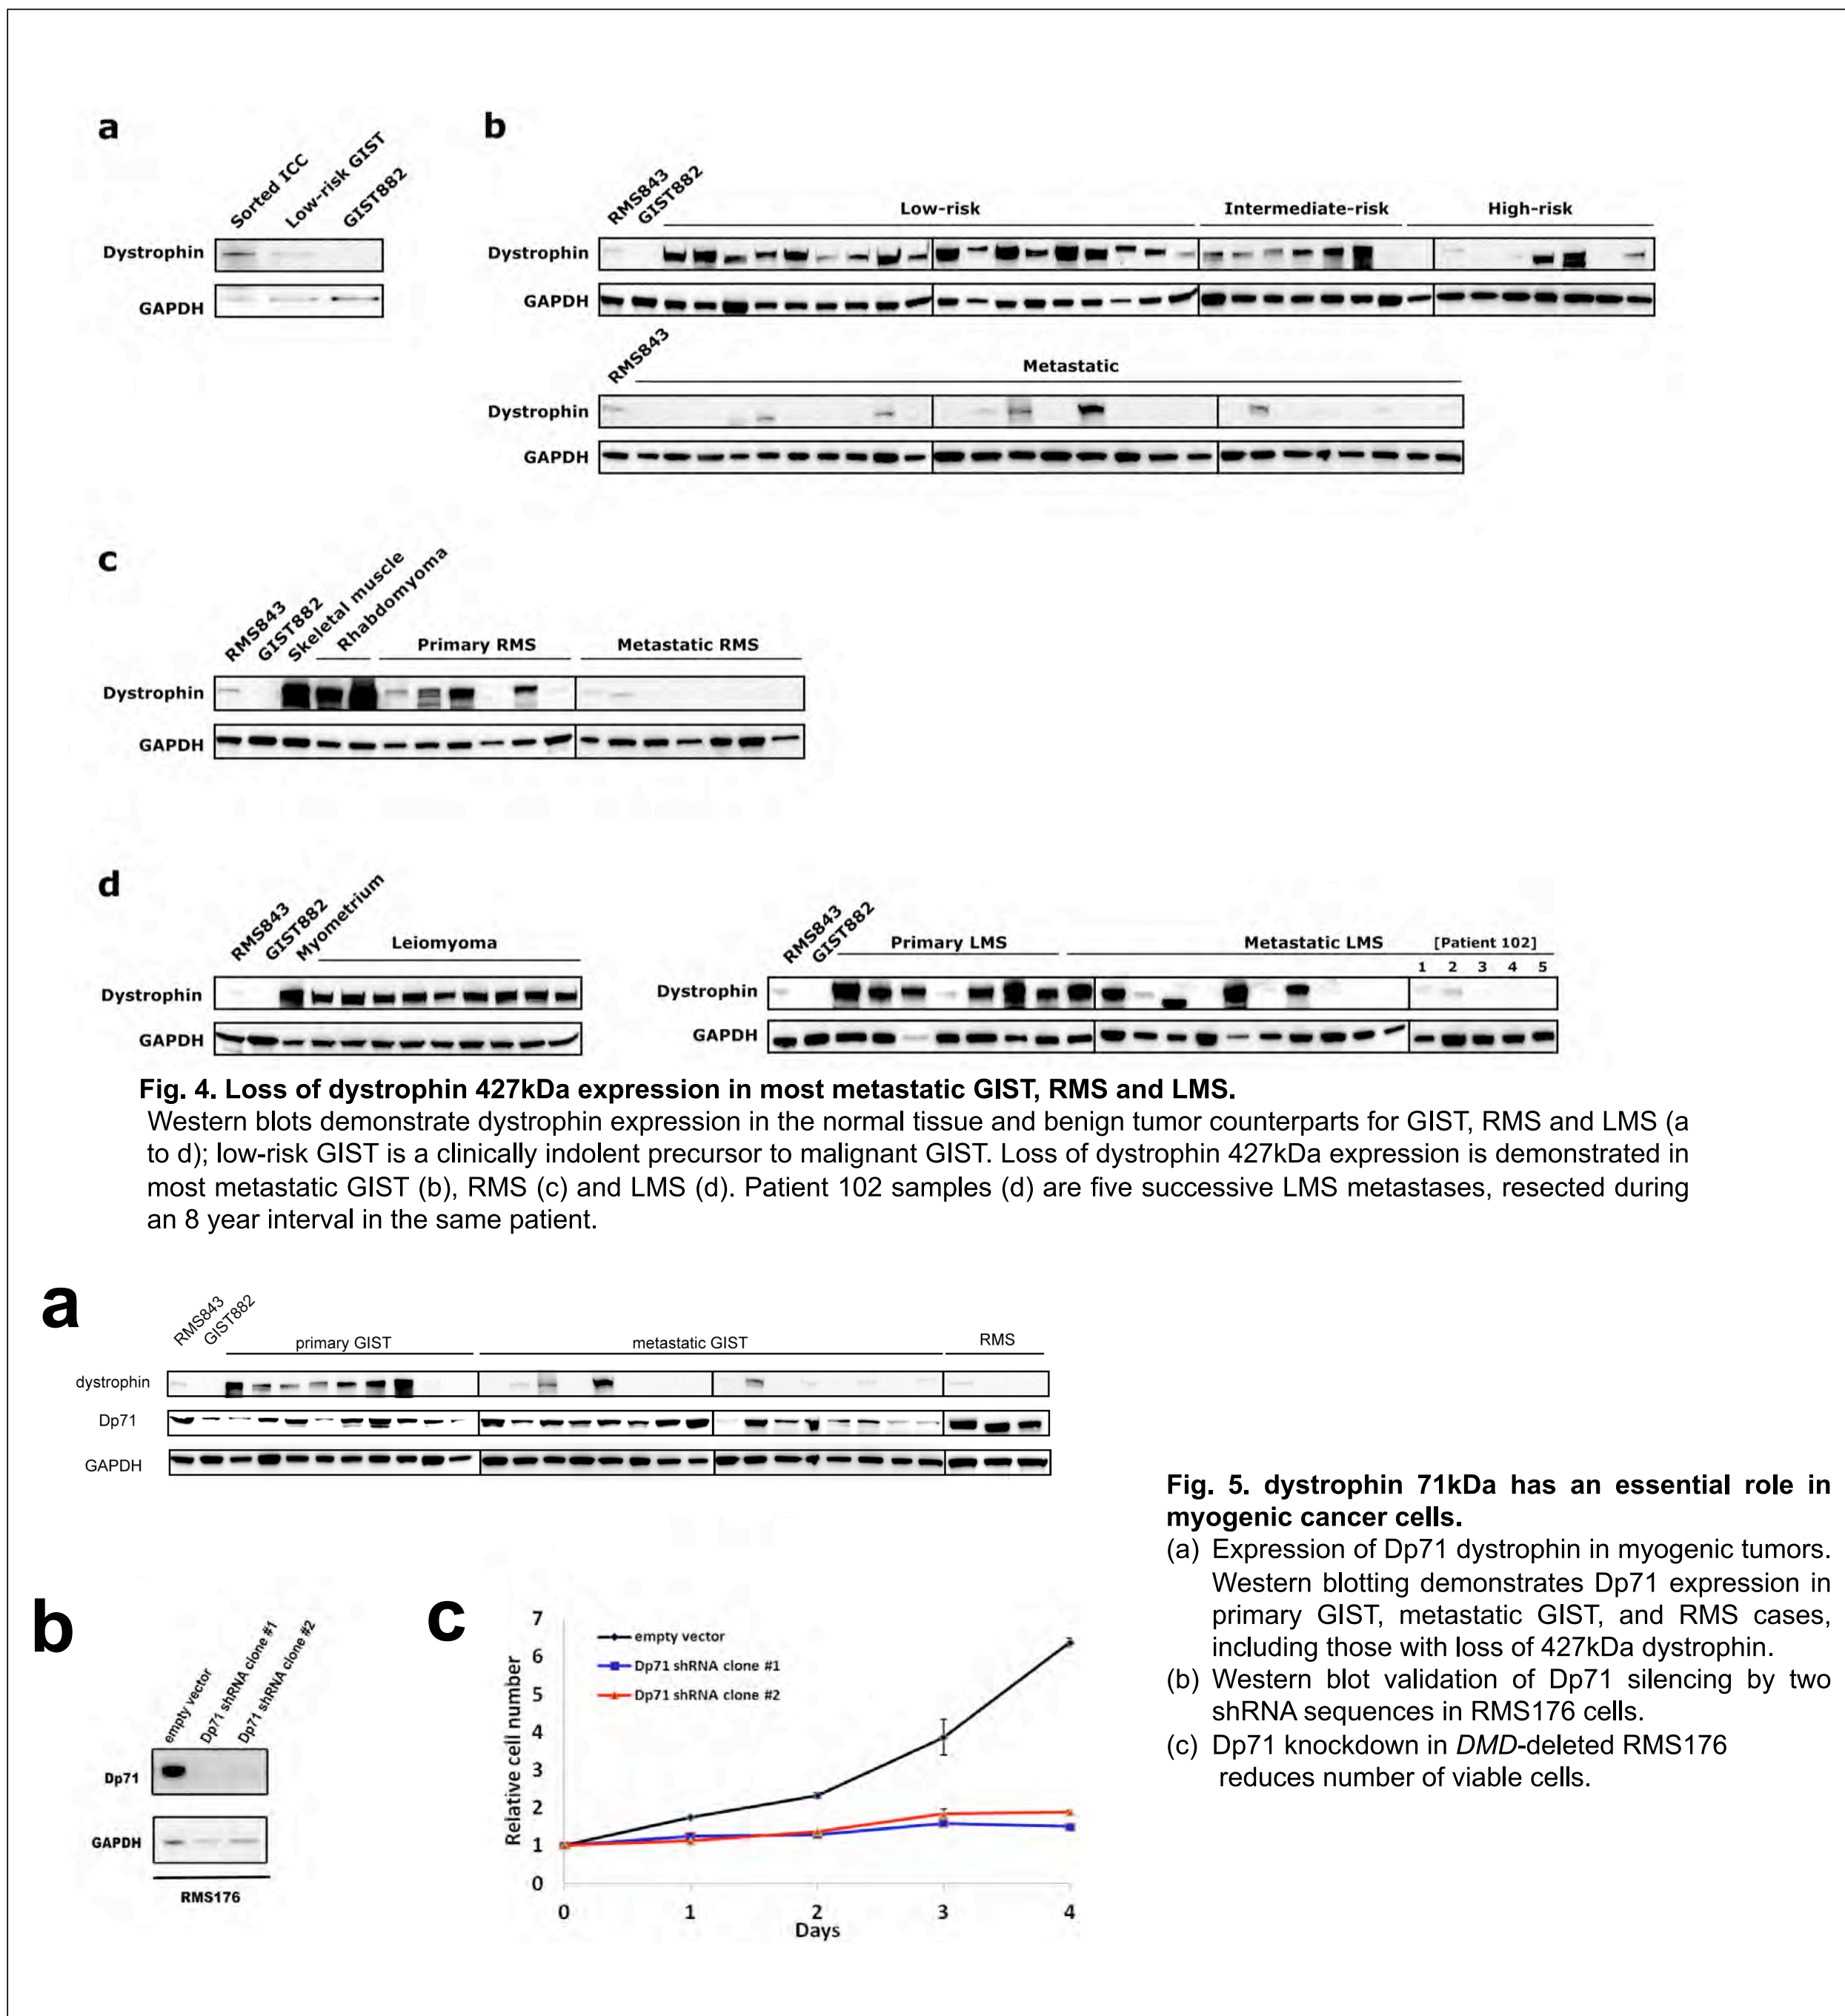 a
Sorted ICC
Low-risk GIST
GIST882
Dystrophin
GAPDH
b
RMS843
GIST882
Low-risk
Intermediate-risk
High-risk
Dystrophin
GAPDH
RMS843
Metastatic
Dystrophin
GAPDH
c
RMS843
GIST882
Skeletal muscle
Rhabdomyoma
Primary RMS
Metastatic RMS
Dystrophin
GAPDH
d
RMS843
GIST882
Myometrium
Leiomyoma
Dystrophin
GAPDH
RMS843
GIST882
Primary LMS
Metastatic LMS
[Patient 102]
1 2 3 4 5
Dystrophin
GAPDH
Fig. 4. Loss of dystrophin 427kDa expression in most metastatic GIST, RMS and LMS.
Western blots demonstrate dystrophin expression in the normal tissue and benign tumor counterparts for GIST, RMS and LMS (a
to d); low-risk GIST is a clinically indolent precursor to malignant GIST. Loss of dystrophin 427kDa expression is demonstrated in
most metastatic GIST (b), RMS (c) and LMS (d). Patient 102 samples (d) are five successive LMS metastases, resected during
an 8 year interval in the same patient.
a
RMS843
GIST882
primary GIST
metastatic GIST
RMS
dystrophin
Dp71
GAPDH
b
empty vector
Dp71 shRNA clone #1
Dp71 shRNA clone #2
Dp71
GAPDH
RMS176
c
Relative cell number
7
6
5
4
3
2
1
0
empty vector
Dp71 shRNA clone #1
Dp71 shRNA clone #2
0 1 2 3 4
Days
Fig. 5. dystrophin 71kDa has an essential role in
myogenic cancer cells.
(a) Expression of Dp71 dystrophin in myogenic tumors.
Western blotting demonstrates Dp71 expression in
primary GIST, metastatic GIST, and RMS cases,
including those with loss of 427kDa dystrophin.
(b) Western blot validation of Dp71 silencing by two
shRNA sequences in RMS176 cells.
(c) Dp71 knockdown in DMD-deleted RMS176
reduces number of viable cells.